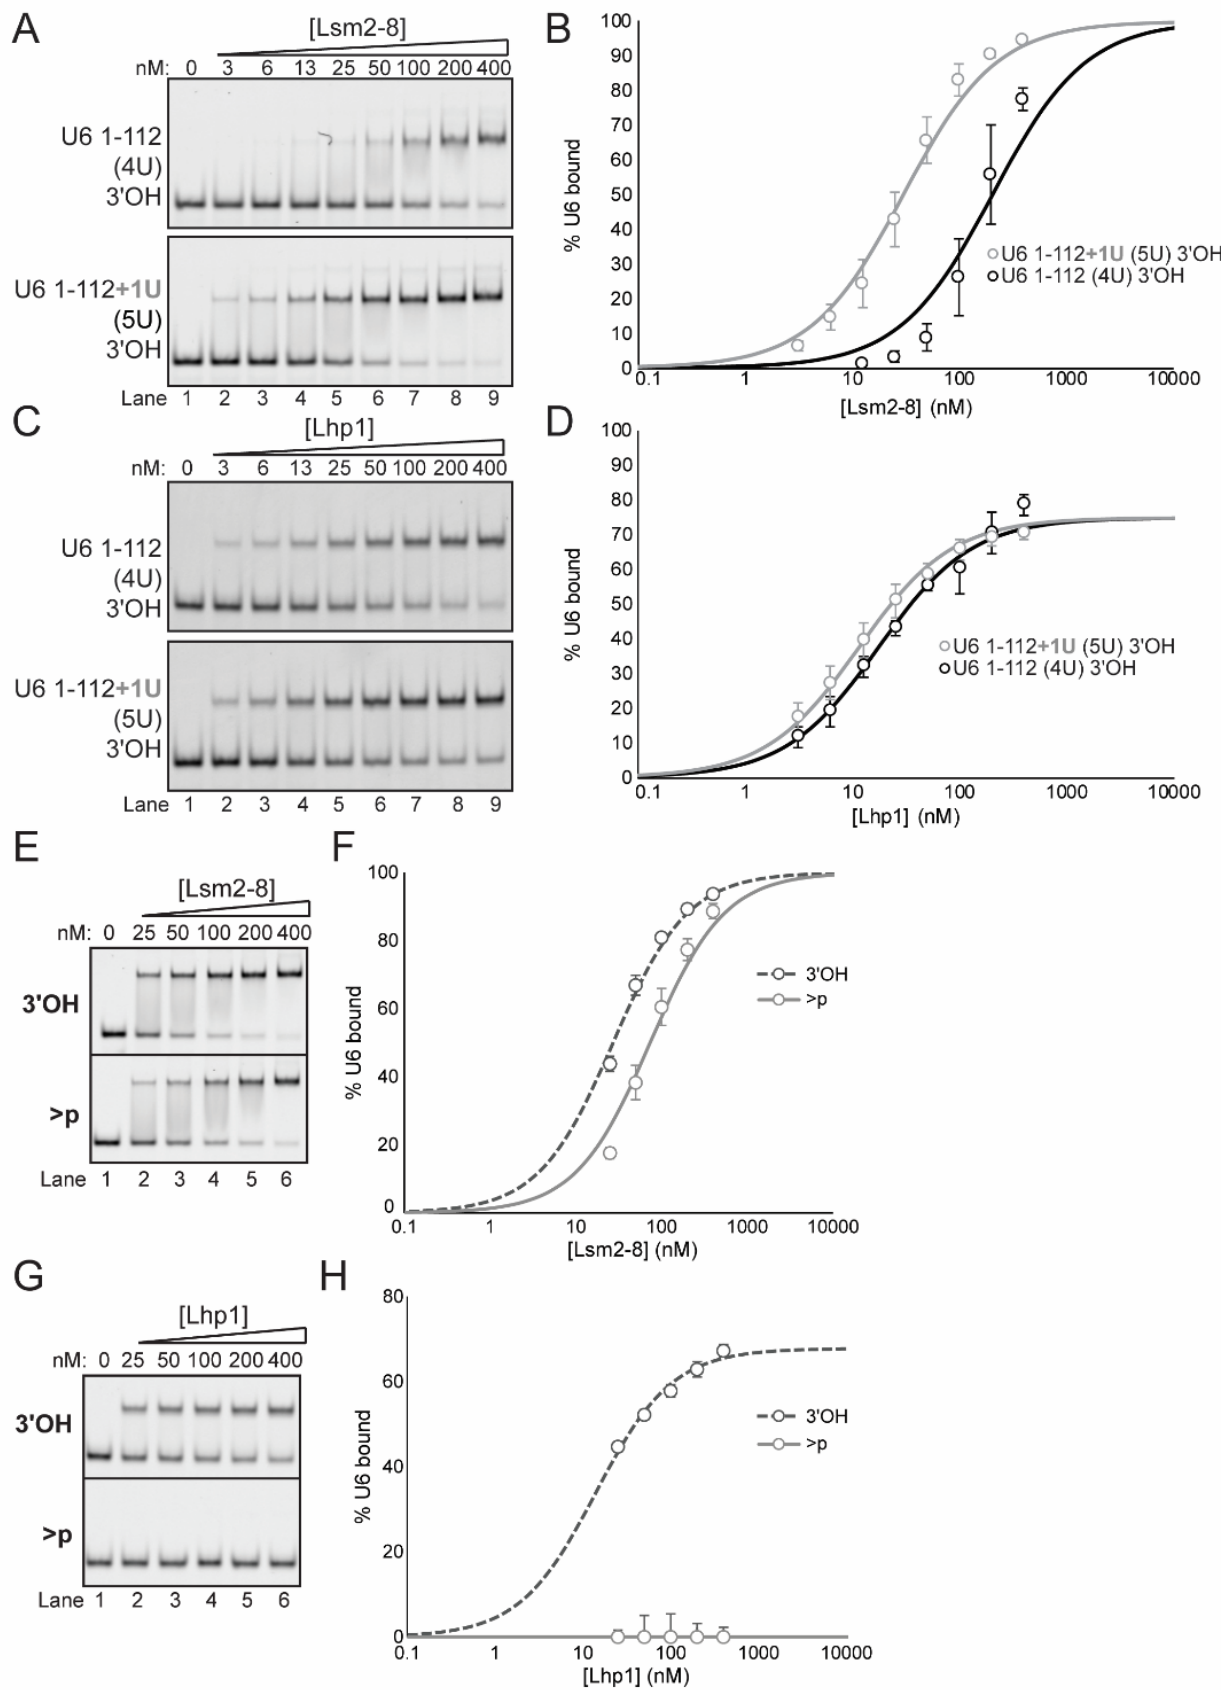 A
[Lsm2-8]
nM: 0 3 6 13 25 50 100 200 400
U6 1-112
(4U)
3'OH
U6 1-112+1U
(5U)
3'OH
Lane 1 2 3 4 5 6 7 8 9
B
100
90
80
70
60
50
40
30
20
10
0
% U6 bound
U6 1-112+1U (5U) 3'OH
U6 1-112 (4U) 3'OH
0.1 1 10 100 1000 10000
[Lsm2-8] (nM)
C
[Lhp1]
nM: 0 3 6 13 25 50 100 200 400
U6 1-112
(4U)
3'OH
U6 1-112+1U
(5U)
3'OH
Lane 1 2 3 4 5 6 7 8 9
D
100
90
80
70
60
50
40
30
20
10
0
% U6 bound
U6 1-112+1U (5U) 3'OH
U6 1-112 (4U) 3'OH
0.1 1 10 100 1000 10000
[Lhp1] (nM)
E
[Lsm2-8]
nM: 0 25 50 100 200 400
3'OH
>p
Lane 1 2 3 4 5 6
F
100
80
60
40
20
0
% U6 bound
3'OH
>p
0.1 1 10 100 1000 10000
[Lsm2-8] (nM)
G
[Lhp1]
nM: 0 25 50 100 200 400
3'OH
>p
Lane 1 2 3 4 5 6
H
80
60
40
20
0
% U6 bound
3'OH
>p
0.1 1 10 100 1000 10000
[Lhp1] (nM)